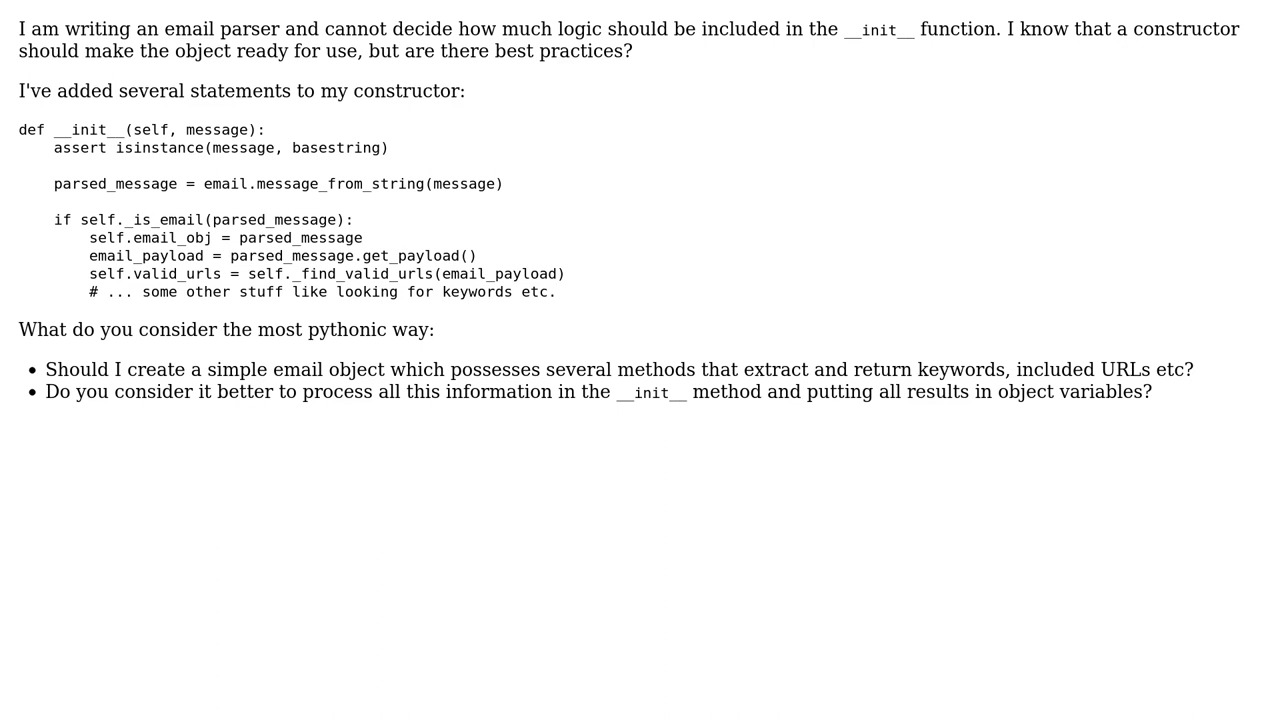 I am writing an email parser and cannot decide how much logic should be included in the __init__ function. I know that a constructor
should make the object ready for use, but are there best practices?
I've added several statements to my constructor:
def __init__(self, message):
    assert isinstance(message, basestring)
    parsed_message = email.message_from_string(message)
    if self._is_email(parsed_message):
        self.email_obj = parsed_message
        email_payload = parsed_message.get_payload()
        self.valid_urls = self._find_valid_urls(email_payload)
        # ... some other stuff like looking for keywords etc.
What do you consider the most pythonic way:
• Should I create a simple email object which possesses several methods that extract and return keywords, included URLs etc?
• Do you consider it better to process all this information in the __init__ method and putting all results in object variables?